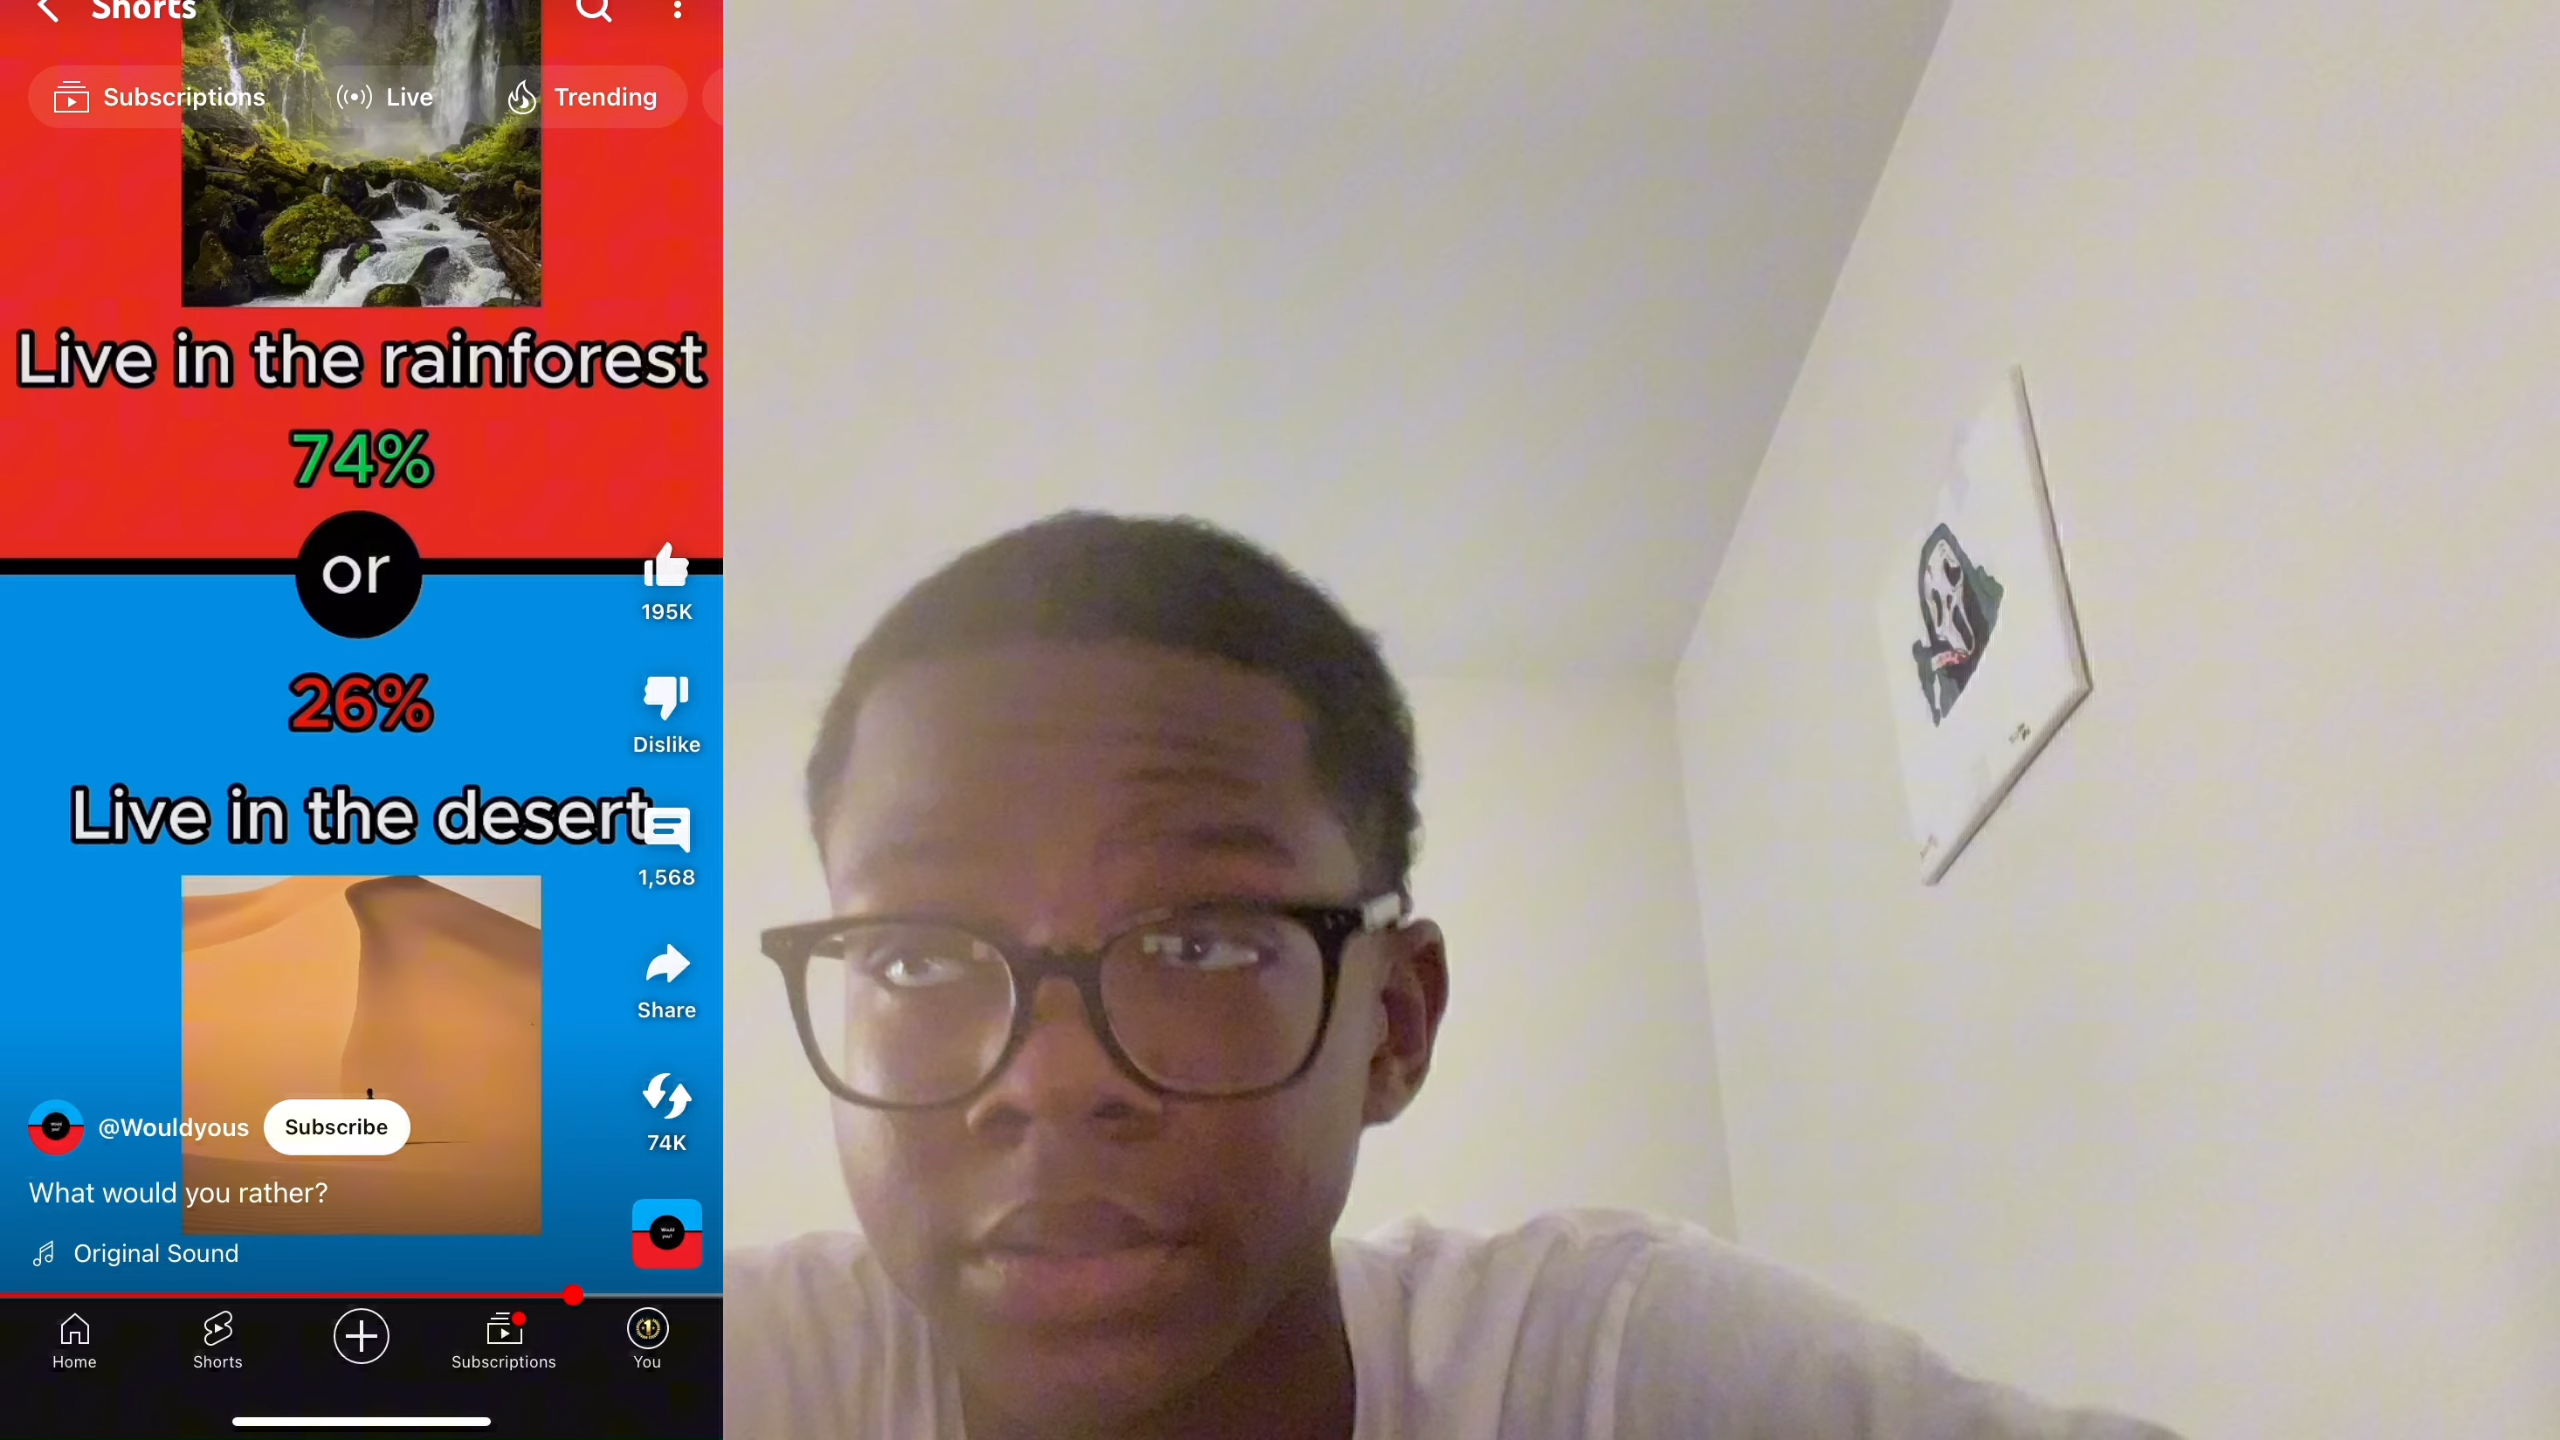 Shorts
Subscriptions
Live
Trending
Live in the rainforest
74%
or
195K
26%
Dislike
Live in the desert
1,568
Share
@Wouldyous
Subscribe
74K
What would you rather?
Original Sound
Home
Shorts
Subscriptions
You